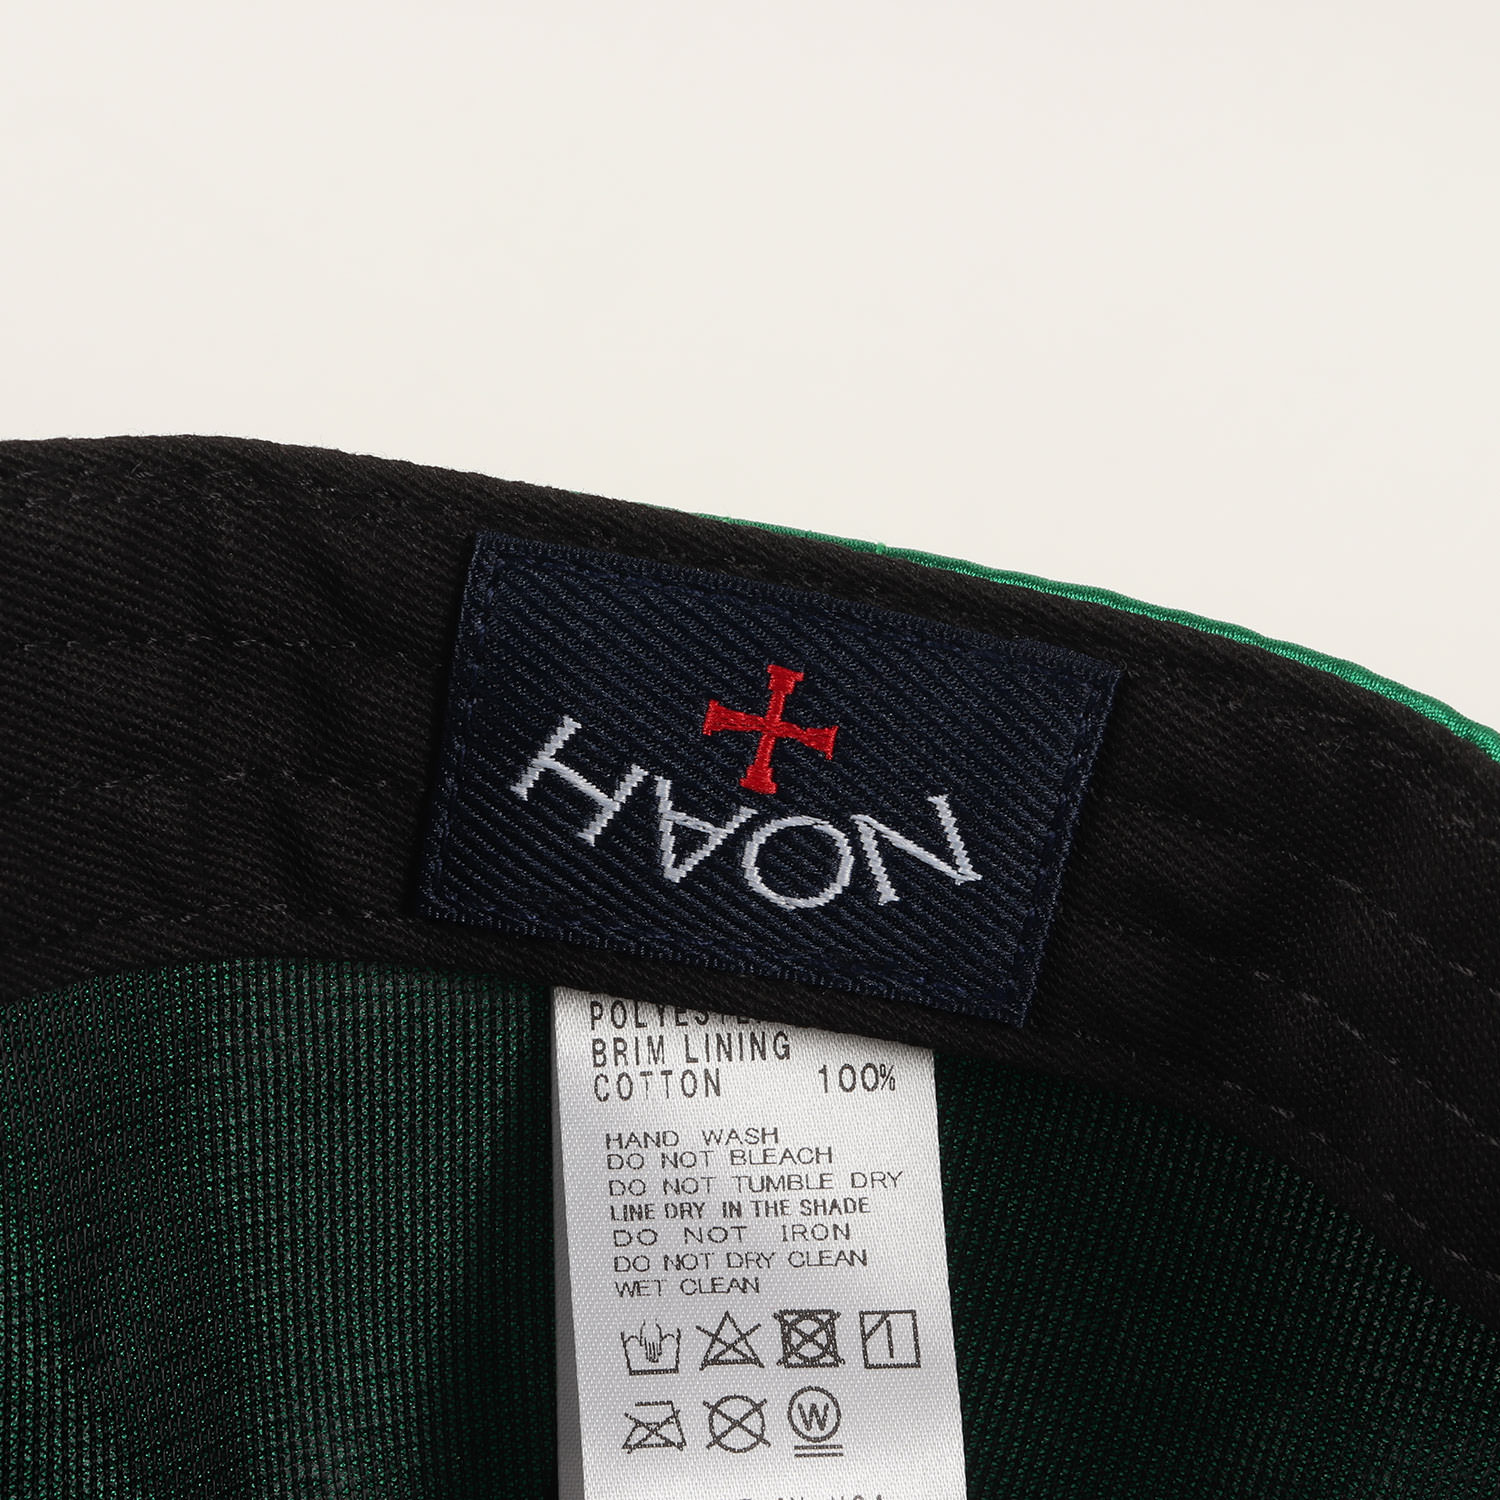 NOAH
BRIM LINING
COTTON 100%
HAND WASH
DO NOT BLEACH
DO NOT TUMBLE DRY
LINE DRY IN THE SHADE
DO NOT IRON
DO NOT DRY CLEAN
WET CLEAN
W